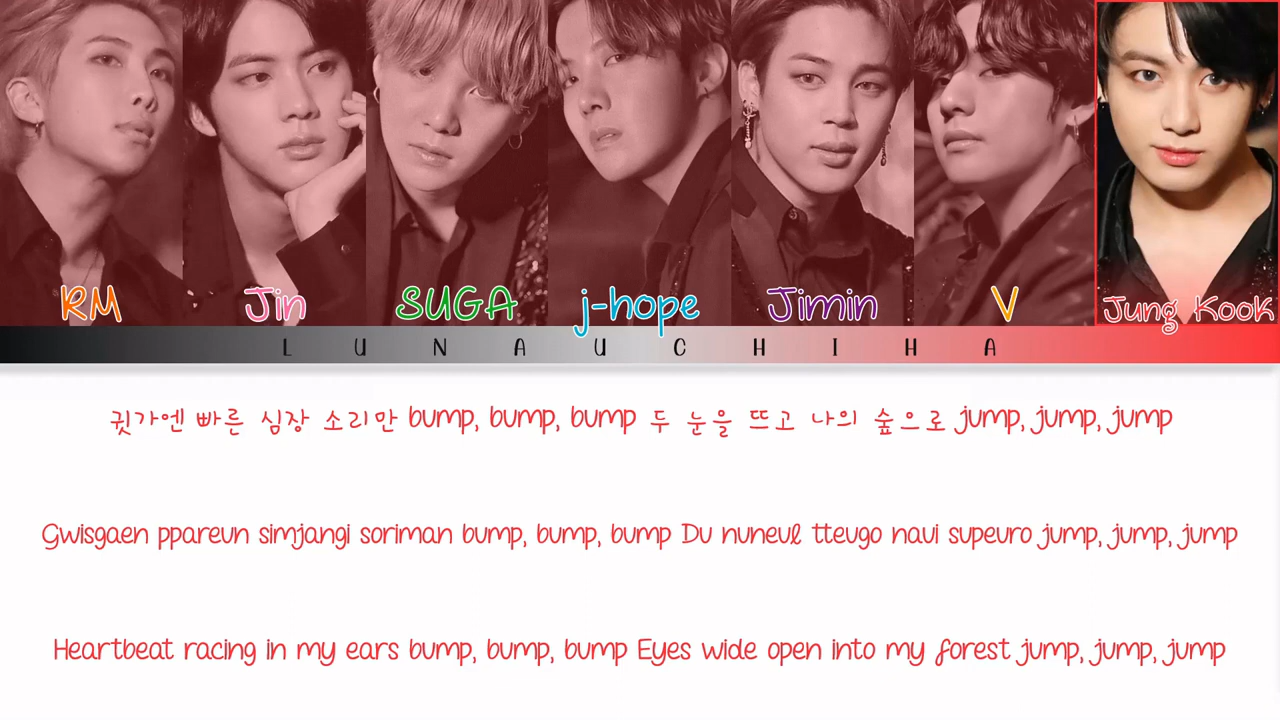 RM Jin SUGA j-hope Jimin V Jung Kook
LUNAUCHIHA
귓가엔 빠른 심장 소리만 bump, bump, bump 두 눈을 뜨고 나의 숲으로 jump, jump, jump
Gwisgaen ppareun simjangi soriman bump, bump, bump Du nuneul tteugo naui supeuro jump, jump, jump
Heartbeat racing in my ears bump, bump, bump Eyes wide open into my forest jump, jump, jump